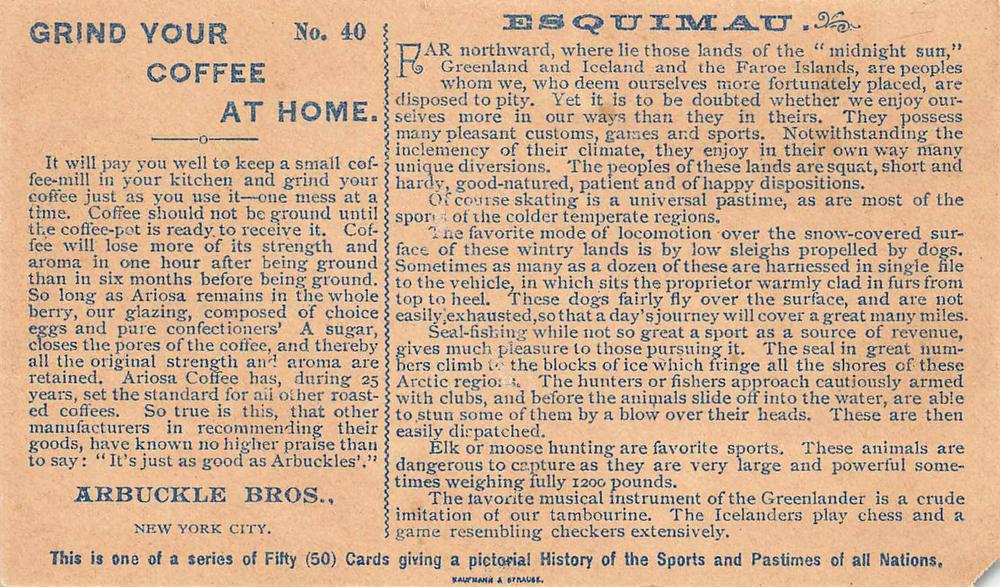 GRIND YOUR
COFFEE
AT HOME.
It will pay you well to keep a small cof-
fee-mill in your kitchen and grind your
coffee just as you use it—one mess at a
time. Coffee should not be ground until
the coffee-pot is ready to receive it. Cof-
fee will lose more of its strength and
aroma in one hour after being ground
than in six months before being ground.
So long as Ariosa remains in the whole
berry, our glazing, composed of choice
eggs and pure confectioners' A sugar,
closes the pores of the coffee, and thereby
all the original strength and aroma are
retained. Ariosa Coffee has, during 25
years, set the standard for all other roast-
ed coffees. So true is this, that other
manufacturers in recommending their
goods, have known no higher praise than
to say: "It's just as good as Arbuckles'."
ARBUCKLE BROS.,
NEW YORK CITY.
No. 40
ESQUIMAU.
FAR northward, where lie those lands of the "midnight sun,"
Greenland and Iceland and the Faroe Islands, are peoples
whom we, who deem ourselves more fortunately placed, are
disposed to pity. Yet it is to be doubted whether we enjoy our-
selves more in our ways than they in theirs. They possess
many pleasant customs, games and sports. Notwithstanding the
inclemency of their climate, they enjoy in their own way many
unique diversions. The peoples of these lands are squat, short and
hardy, good-natured, patient and of happy dispositions.
Of course skating is a universal pastime, as are most of the
sports of the colder temperate regions.
The favorite mode of locomotion over the snow-covered sur-
face of these wintry lands is by low sleighs propelled by dogs.
Sometimes as many as a dozen of these are harnessed in single file
to the vehicle, in which sits the proprietor warmly clad in furs from
top to heel. These dogs fairly fly over the surface, and are not
easily exhausted, so that a day's journey will cover a great many miles.
Seal-fishing while not so great a sport as a source of revenue,
gives much pleasure to those pursuing it. The seal in great num-
bers climb to the blocks of ice which fringe all the shores of these
Arctic regions. The hunters or fishers approach cautiously armed
with clubs, and before the animals slide off into the water, are able
to stun some of them by a blow over their heads. These are then
easily dispatched.
Elk or moose hunting are favorite sports. These animals are
dangerous to capture as they are very large and powerful some-
times weighing fully 1200 pounds.
The favorite musical instrument of the Greenlander is a crude
imitation of our tambourine. The Icelanders play chess and a
game resembling checkers extensively.
This is one of a series of Fifty (50) Cards giving a pictorial History of the Sports and Pastimes of all Nations.
KAUFMANN & STRAUSS.